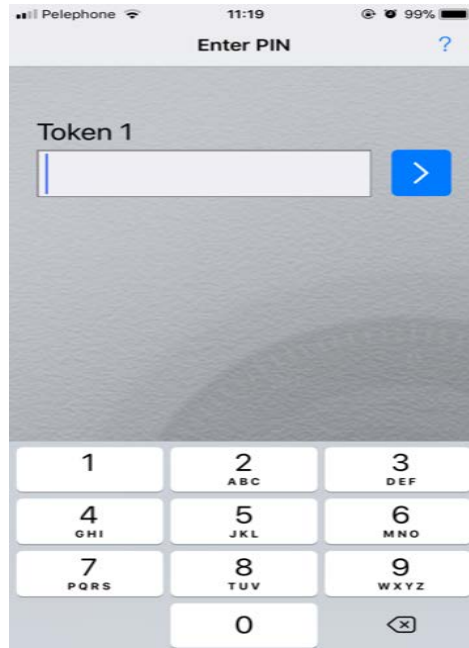 Pelephone 11:19 99%
Enter PIN ?
Token 1
1 2 ABC 3 DEF
4 GHI 5 JKL 6 MNO
7 PQRS 8 TUV 9 WXYZ
0